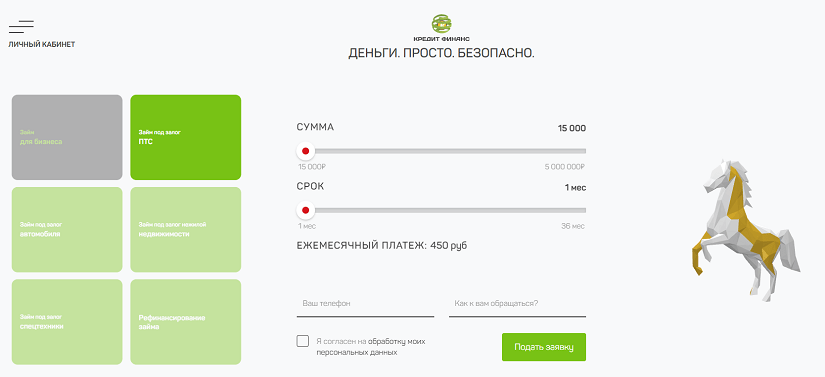 ЛИЧНЫЙ КАБИНЕТ
КРЕДИТ ФИНАНС
ДЕНЬГИ. ПРОСТО. БЕЗОПАСНО.
Займ
для бизнеса
Займ под залог
ПТС
Займ под залог
автомобиля
Займ под залог нежилой
недвижимости
Займ под залог
спецтехники
Рефинансирование
займа
СУММА
15 000
15 000₽
5 000 000₽
СРОК
1 мес
1 мес
36 мес
ЕЖЕМЕСЯЧНЫЙ ПЛАТЕЖ: 450 руб
Ваш телефон
Как к вам обращаться?
Я согласен на обработку моих
персональных данных
Подать заявку